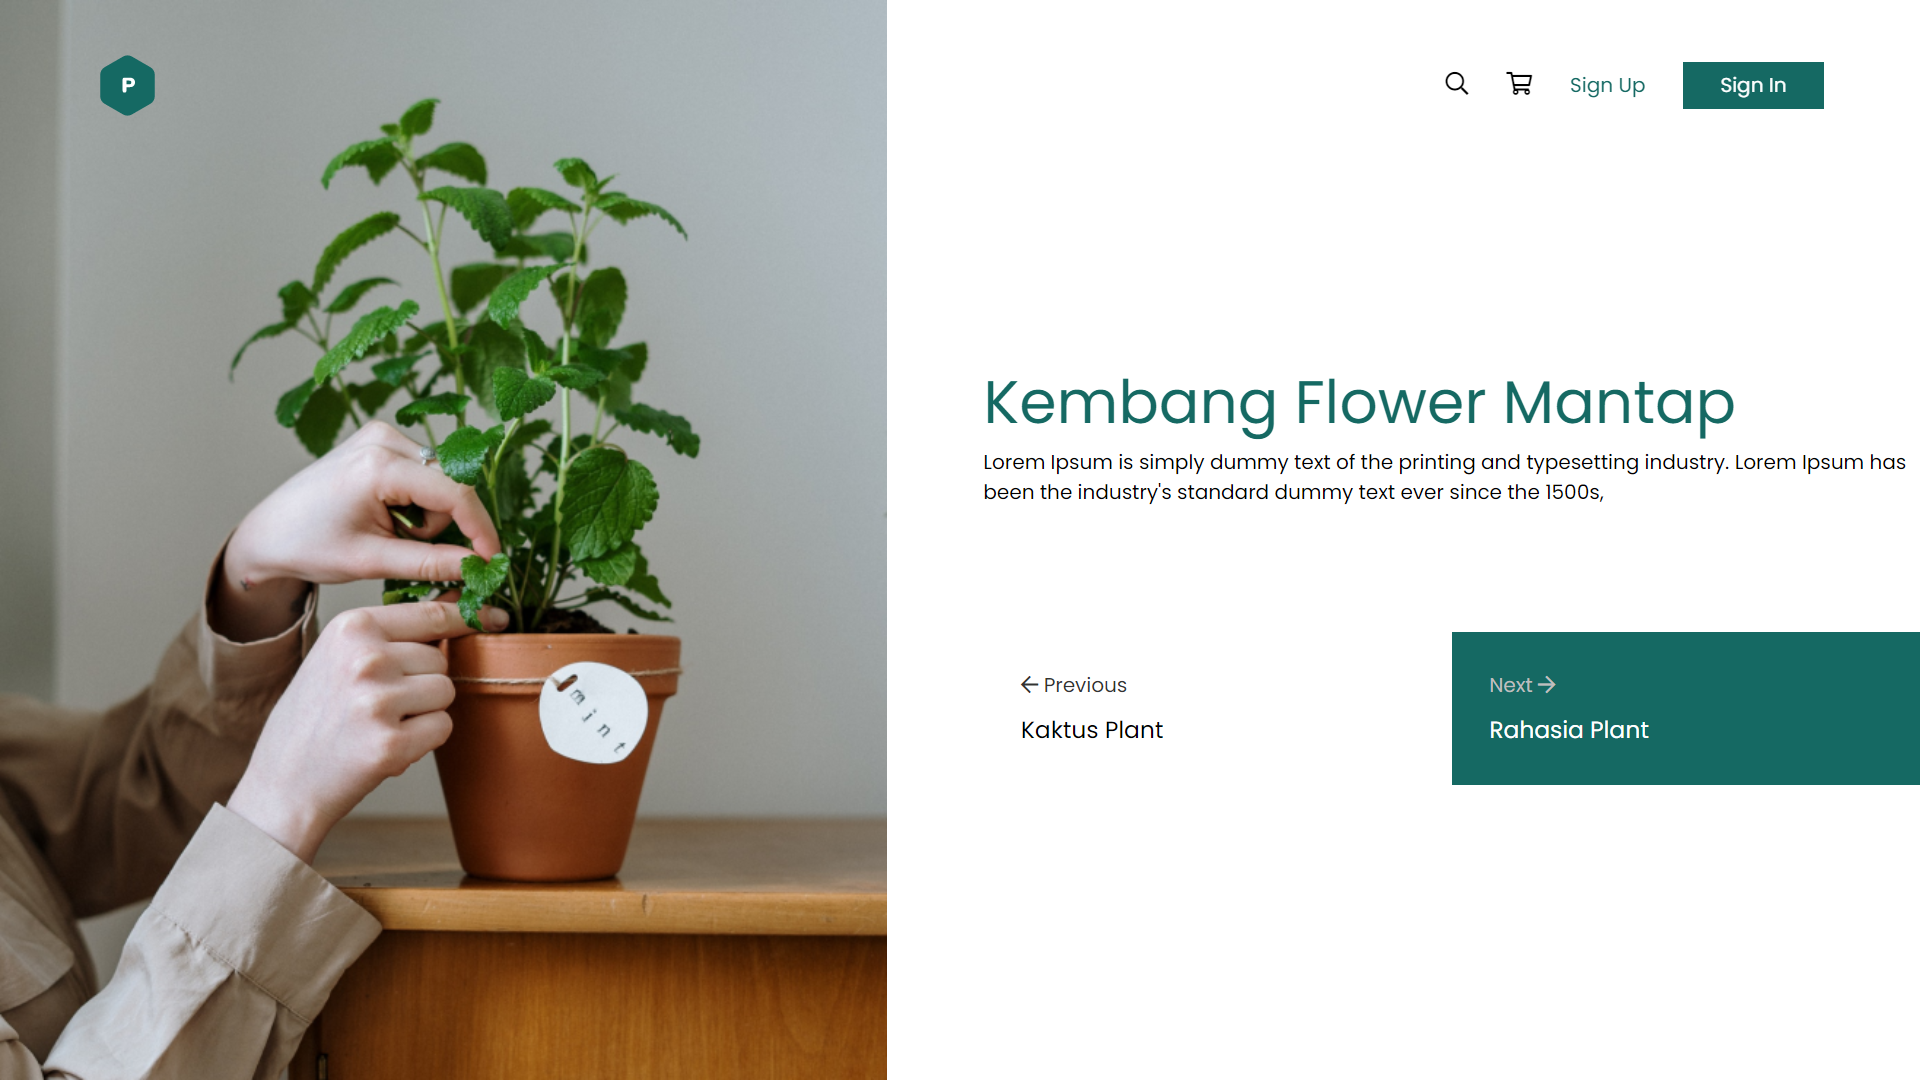 P
Sign Up
Sign In
mint
Kembang Flower Mantap
Lorem Ipsum is simply dummy text of the printing and typesetting industry. Lorem Ipsum has
been the industry's standard dummy text ever since the 1500s,
← Previous
Kaktus Plant
Next →
Rahasia Plant